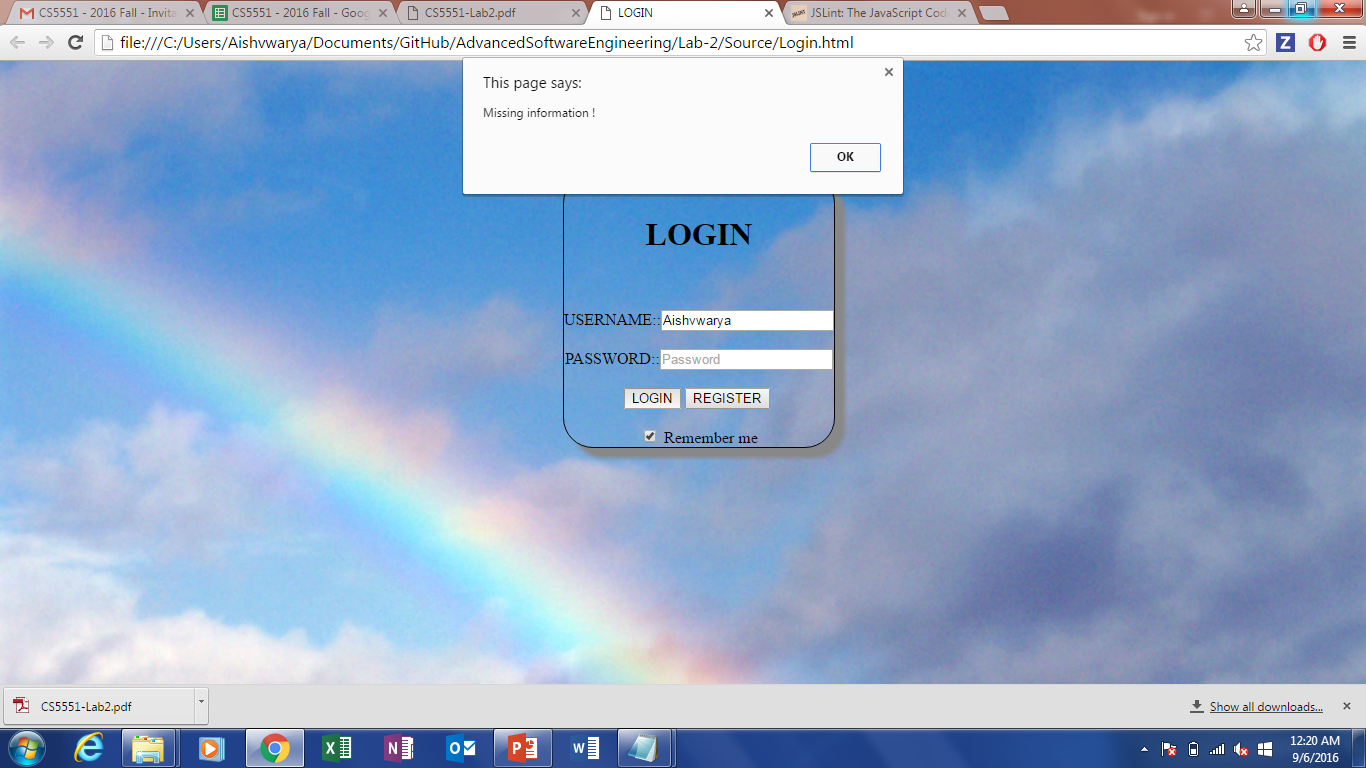 CS5551 - 2016 Fall - Invita
CS5551 - 2016 Fall - Goog
CS5551-Lab2.pdf
LOGIN
JSLint: The JavaScript Cod
file:///C:/Users/Aishvwarya/Documents/GitHub/AdvancedSoftwareEngineering/Lab-2/Source/Login.html
Z
This page says:
Missing information !
OK
LOGIN
USERNAME::Aishvwarya
PASSWORD::Password
LOGIN REGISTER
Remember me
CS5551-Lab2.pdf
Show all downloads...
12:20 AM
9/6/2016